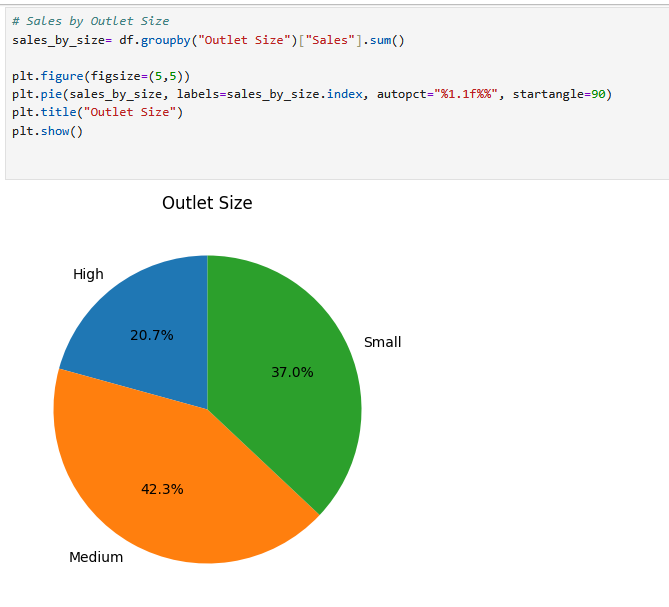 # Sales by Outlet Size
sales_by_size= df.groupby("Outlet Size")["Sales"].sum()
plt.figure(figsize=(5,5))
plt.pie(sales_by_size, labels=sales_by_size.index, autopct="%1.1f%%", startangle=90)
plt.title("Outlet Size")
plt.show()
Outlet Size
High
20.7%
Small
37.0%
42.3%
Medium